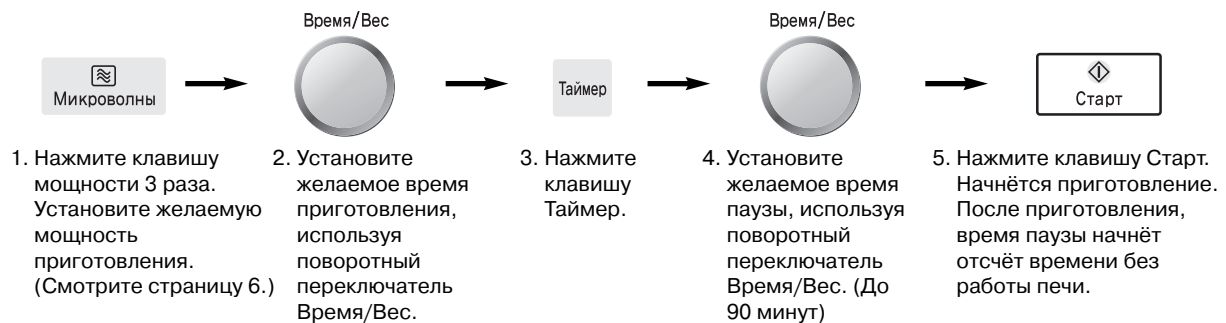 Время/Вес
Время/Вес
Микроволны
Таймер
Старт
1. Нажмите клавишу
мощности 3 раза.
Установите желаемую
мощность
приготовления.
(Смотрите страницу 6.)
2. Установите
желаемое время
приготовления,
используя
поворотный
переключатель
Время/Вес.
3. Нажмите
клавишу
Таймер.
4. Установите
желаемое время
паузы, используя
поворотный
переключатель
Время/Вес. (До
90 минут)
5. Нажмите клавишу Старт.
Начнётся приготовление.
После приготовления,
время паузы начнёт
отсчёт времени без
работы печи.